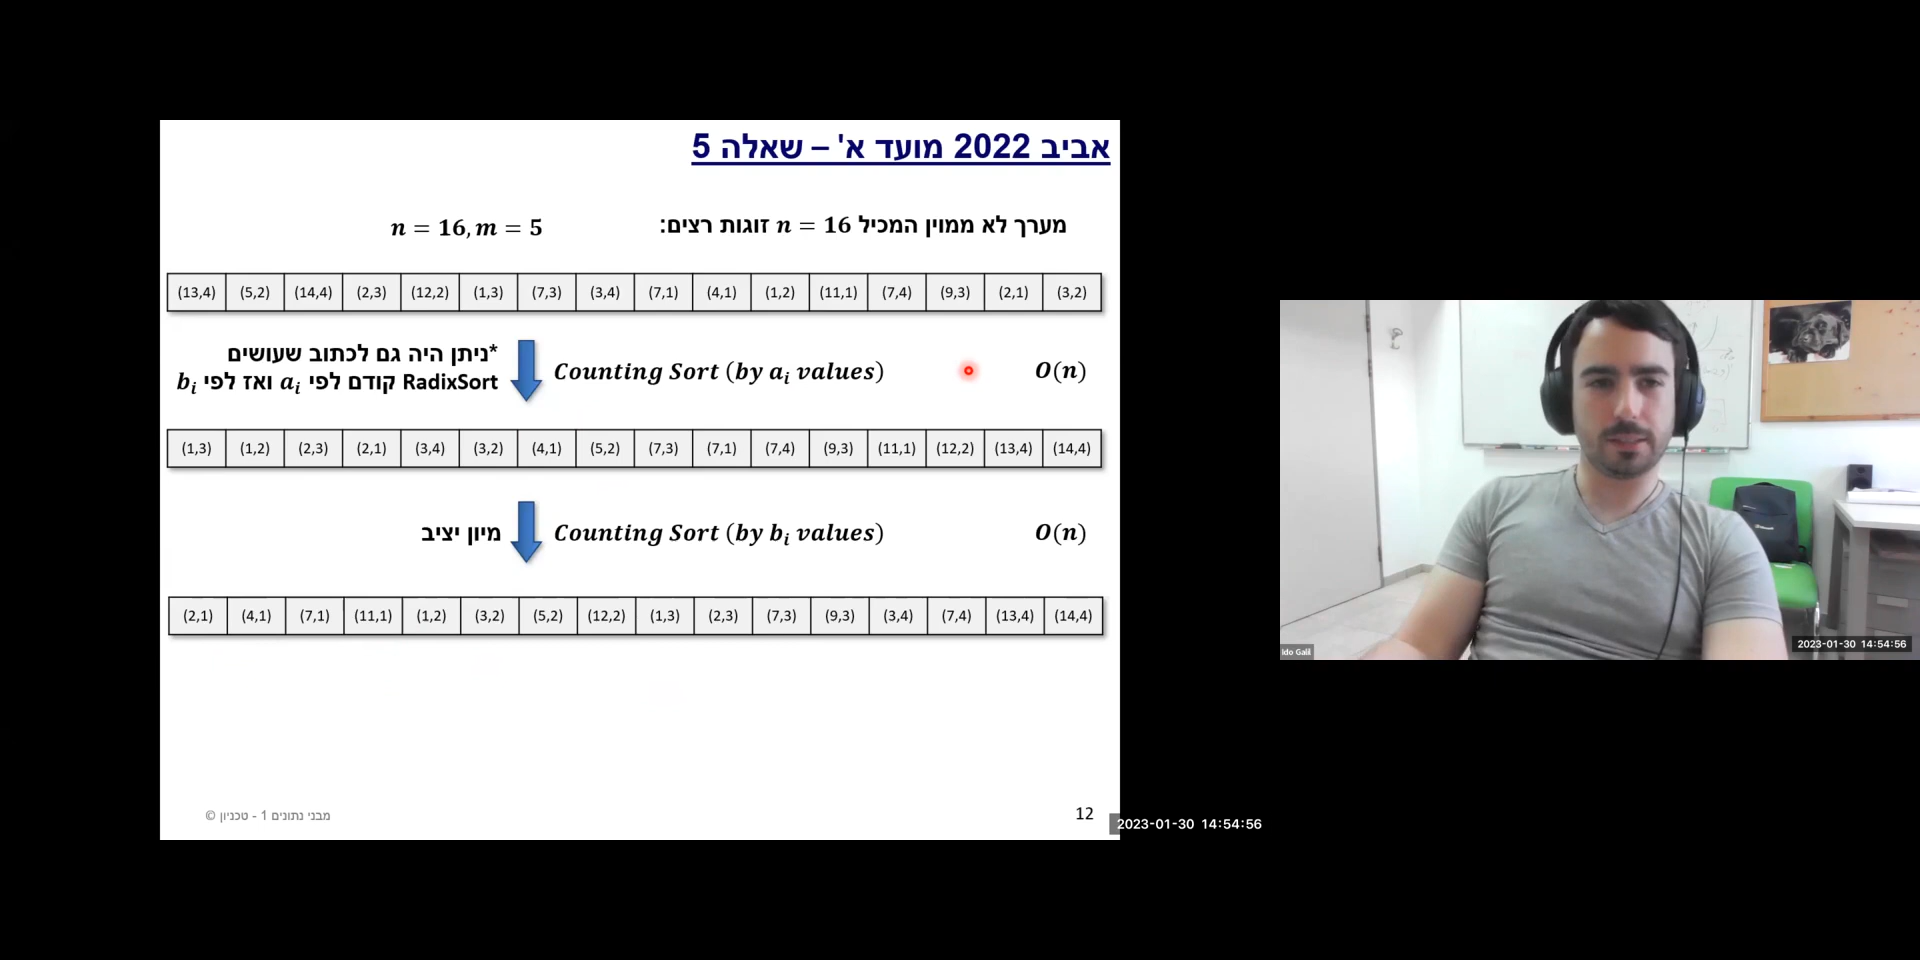 אביב 2022 מועד א' – שאלה 5
מערך לא ממוין המכיל n = 16 זוגות רצים:
n = 16, m = 5
(13,4) (5,2) (14,4) (2,3) (12,2) (1,3) (7,3) (3,4) (7,1) (4,1) (1,2) (11,1) (7,4) (9,3) (2,1) (3,2)
*ניתן היה גם לכתוב שעושים
RadixSort קודם לפי a_i ואז לפי b_i
Counting Sort (by a_i values)
O(n)
(1,3) (1,2) (2,3) (2,1) (3,4) (3,2) (4,1) (5,2) (7,3) (7,1) (7,4) (9,3) (11,1) (12,2) (13,4) (14,4)
מיון יציב
Counting Sort (by b_i values)
O(n)
(2,1) (4,1) (7,1) (11,1) (1,2) (3,2) (5,2) (12,2) (1,3) (2,3) (7,3) (9,3) (3,4) (7,4) (13,4) (14,4)
מבני נתונים 1 - טכניון ©
12
2023-01-30 14:54:56
Ido Galil
2023-01-30 14:54:56